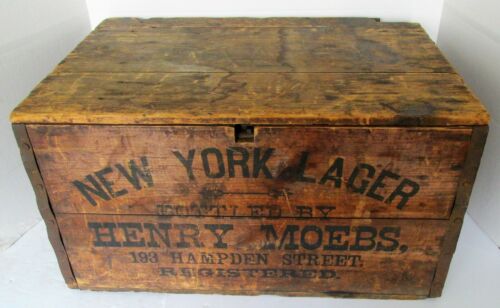 NEW YORK LAGER
BOTTLED BY
HENRY MOEBS,
193 HAMPDEN STREET.
REGISTERED.